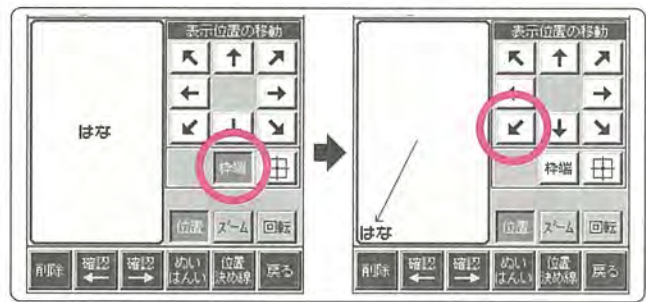 表示位置の移動
はな
枠端
位置 ズーム 回転
削除 確認 確認 ぬいはんい 位置決め線 戻る
表示位置の移動
枠端
はな
位置 ズーム 回転
削除 確認 確認 ぬいはんい 位置決め線 戻る